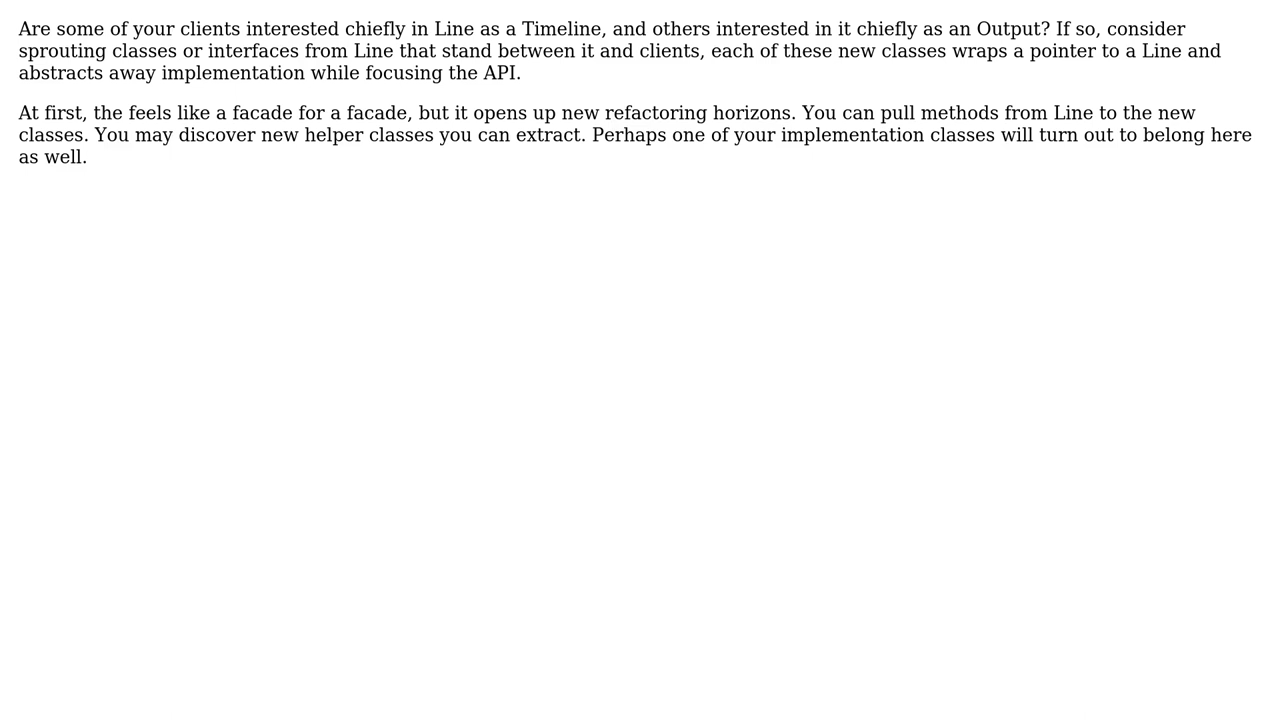 Are some of your clients interested chiefly in Line as a Timeline, and others interested in it chiefly as an Output? If so, consider
sprouting classes or interfaces from Line that stand between it and clients, each of these new classes wraps a pointer to a Line and
abstracts away implementation while focusing the API.
At first, the feels like a facade for a facade, but it opens up new refactoring horizons. You can pull methods from Line to the new
classes. You may discover new helper classes you can extract. Perhaps one of your implementation classes will turn out to belong here
as well.